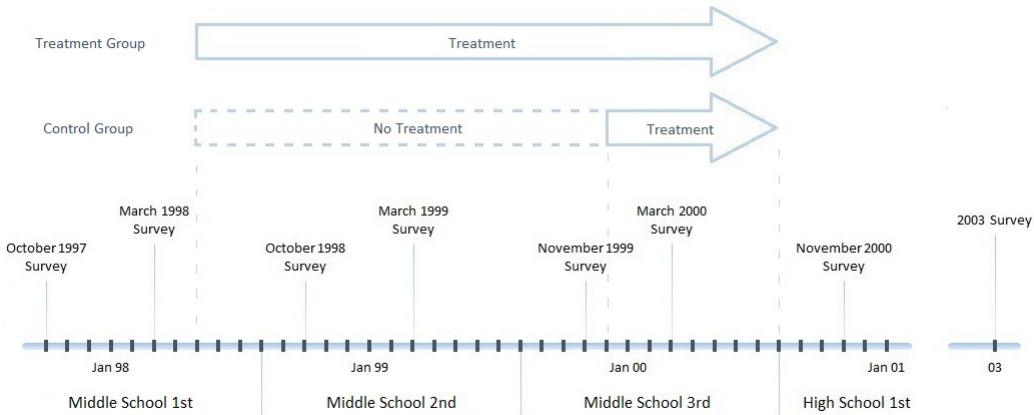 Treatment Group
Treatment
Control Group
No Treatment
Treatment
October 1997
Survey
March 1998
Survey
October 1998
Survey
March 1999
Survey
November 1999
Survey
March 2000
Survey
November 2000
Survey
2003 Survey
Jan 98
Jan 99
Jan 00
Jan 01
03
Middle School 1st
Middle School 2nd
Middle School 3rd
High School 1st